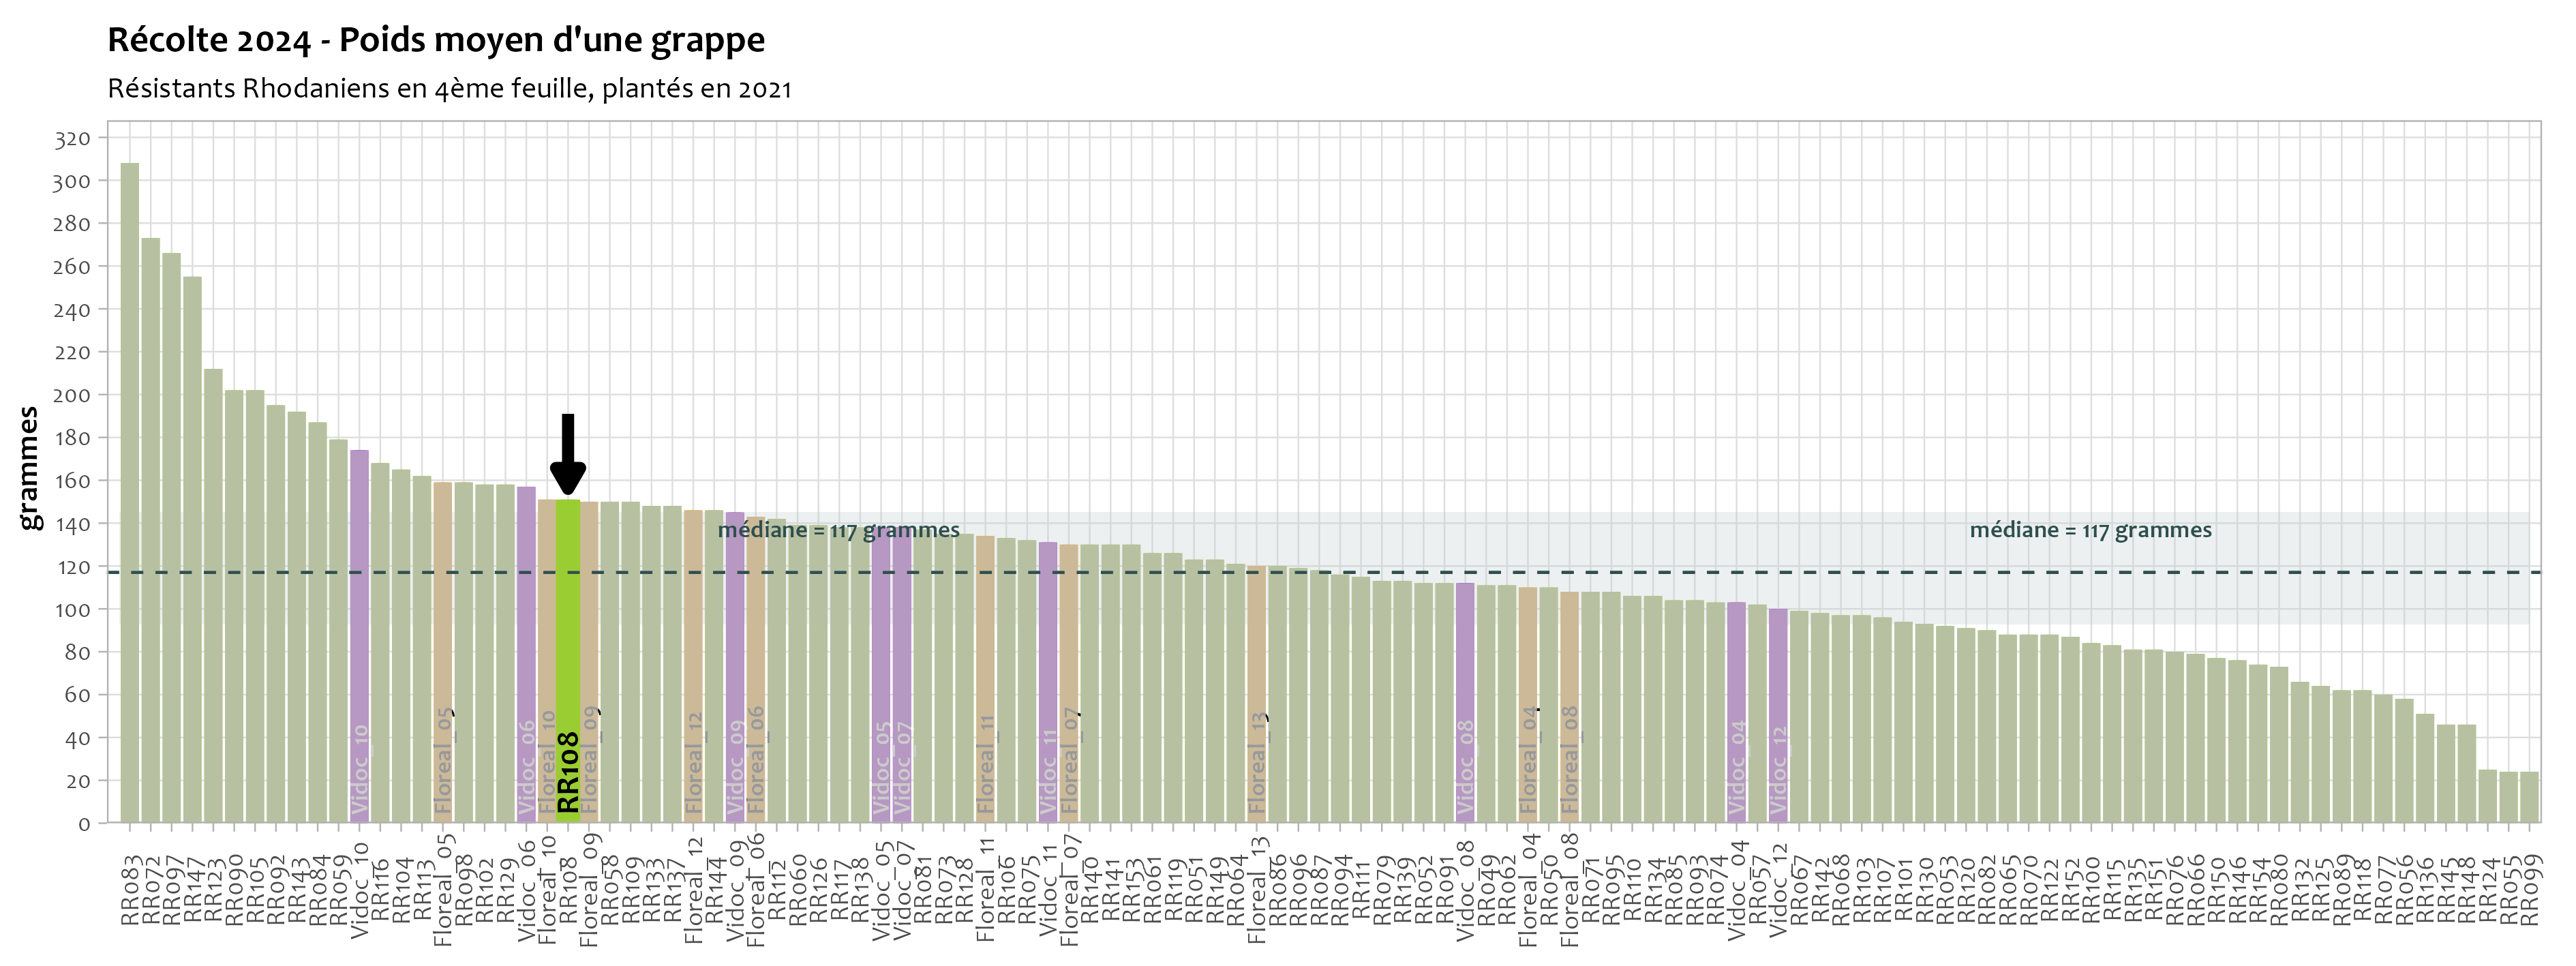 Récolte 2024 - Poids moyen d'une grappe
Résistants Rhodaniens en 4ème feuille, plantés en 2021
grammes
320
300
280
260
240
220
200
180
160
140
120
100
80
60
40
20
0
médiane = 117 grammes
médiane = 117 grammes
Vidoc_10
Floreal_05
Vidoc_06
Floreal_10
RR108
Floreal_09
Floreal_12
Vidoc_09
Floreal_06
Vidoc_05
Vidoc_07
Floreal_11
Vidoc_11
Floreal_07
Floreal_13
Vidoc_08
Floreal_04
Floreal_08
Vidoc_04
Vidoc_12
RR083
RR072
RR097
RR147
RR123
RR090
RR105
RR092
RR143
RR084
RR059
Vidoc_10
RR116
RR104
RR113
Floreal_05
RR098
RR102
RR129
Vidoc_06
Floreal_10
RR108
Floreal_09
RR058
RR109
RR133
RR137
Floreal_12
RR144
Vidoc_09
Floreal_06
RR112
RR060
RR126
RR117
RR138
Vidoc_05
Vidoc_07
RR081
RR073
RR128
Floreal_11
RR106
RR075
Vidoc_11
Floreal_07
RR140
RR141
RR153
RR061
RR119
RR051
RR149
RR064
Floreal_13
RR086
RR096
RR087
RR094
RR111
RR079
RR139
RR052
RR091
Vidoc_08
RR049
RR062
Floreal_04
RR050
Floreal_08
RR071
RR095
RR110
RR134
RR085
RR093
RR074
Vidoc_04
RR057
Vidoc_12
RR067
RR142
RR068
RR103
RR107
RR101
RR130
RR053
RR120
RR082
RR065
RR070
RR122
RR152
RR100
RR115
RR135
RR151
RR076
RR066
RR150
RR146
RR154
RR080
RR132
RR125
RR089
RR118
RR077
RR056
RR136
RR145
RR148
RR124
RR055
RR099